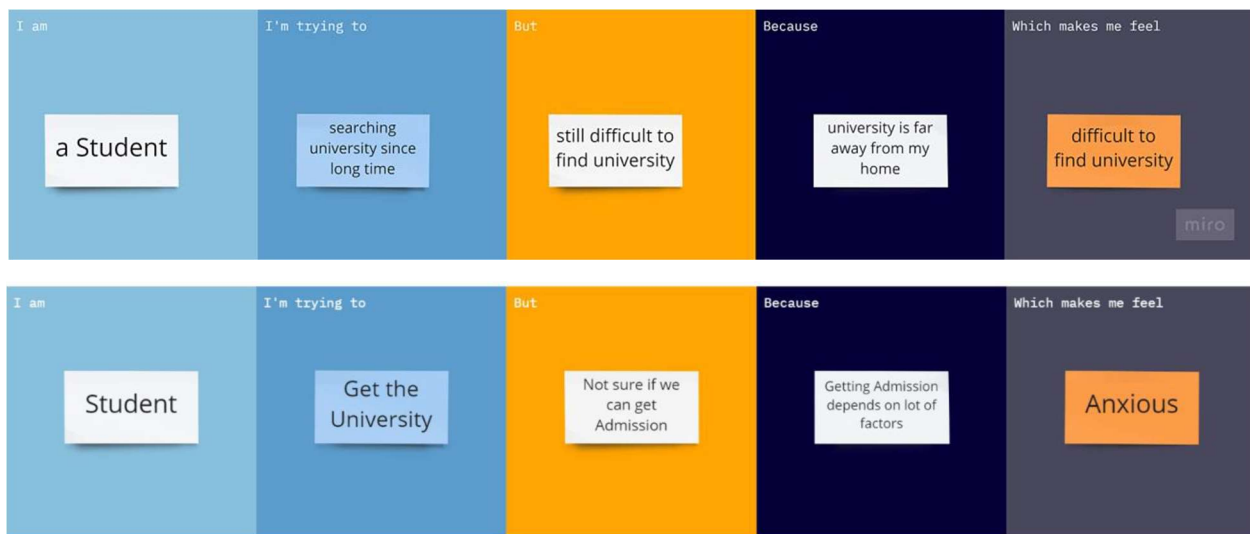 I am
I'm trying to
But
Because
Which makes me feel
a Student
searching
university since
long time
still difficult to
find university
university is far
away from my
home
difficult to
find university
miro
I am
I'm trying to
But
Because
Which makes me feel
Student
Get the
University
Not sure if we
can get
Admission
Getting Admission
depends on lot of
factors
Anxious